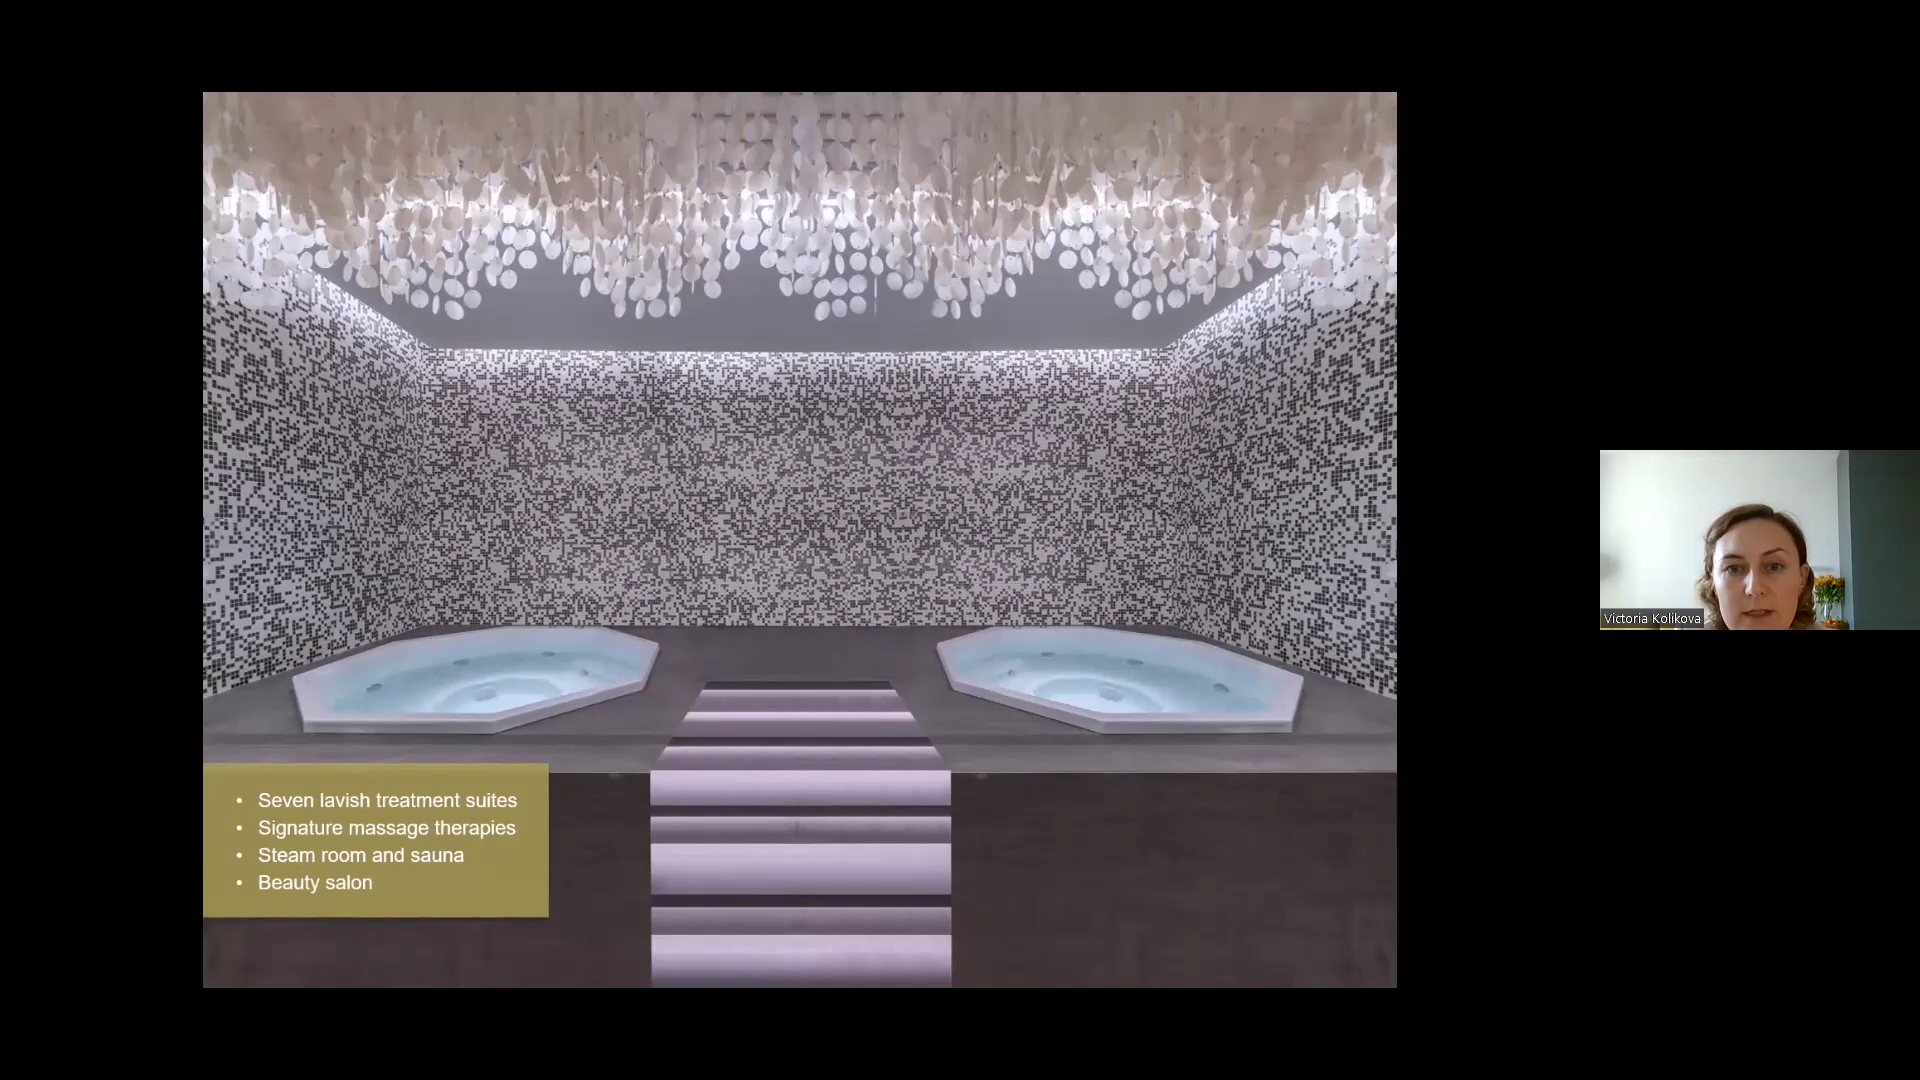 • Seven lavish treatment suites
• Signature massage therapies
• Steam room and sauna
• Beauty salon
Victoria Kolikova